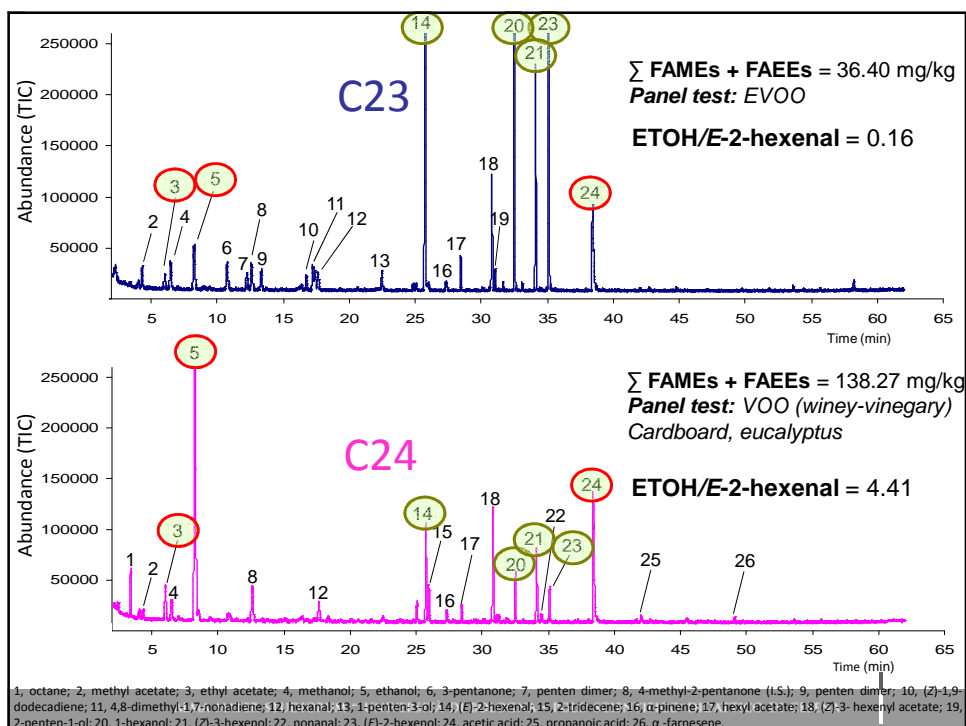 250000
200000
150000
100000
50000
Abundance (TIC)
C23
14
20
23
21
3
5
24
2
4
6
7
8
9
10
11
12
13
16
17
18
19
∑ FAMEs + FAEEs = 36.40 mg/kg
Panel test: EVOO
ETOH/E-2-hexenal = 0.16
5 10 15 20 25 30 35 40 45 50 55 60 65
Time (min)
250000
200000
150000
100000
50000
Abundance (TIC)
C24
5
3
14
24
21
20
23
1
2
4
8
12
15
16
17
18
22
25
26
∑ FAMEs + FAEEs = 138.27 mg/kg
Panel test: VOO (winey-vinegary)
Cardboard, eucalyptus
ETOH/E-2-hexenal = 4.41
5 10 15 20 25 30 35 40 45 50 55 60 65
Time (min)
1, octane; 2, methyl acetate; 3, ethyl acetate; 4, methanol; 5, ethanol; 6, 3-pentanone; 7, penten dimer; 8, 4-methyl-2-pentanone (I.S.); 9, penten dimer; 10, (Z)-1,9-
dodecadiene; 11, 4,8-dimethyl-1,7-nonadiene; 12, hexanal; 13, 1-penten-3-ol; 14, (E)-2-hexenal; 15, 2-tridecene; 16, α-pinene; 17, hexyl acetate; 18, (Z)-3- hexenyl acetate; 19,
2-penten-1-ol; 20, 1-hexanol; 21, (Z)-3-hexenol; 22, nonanal; 23, (E)-2-hexenol; 24, acetic acid; 25, propanoic acid; 26, α -farnesene.